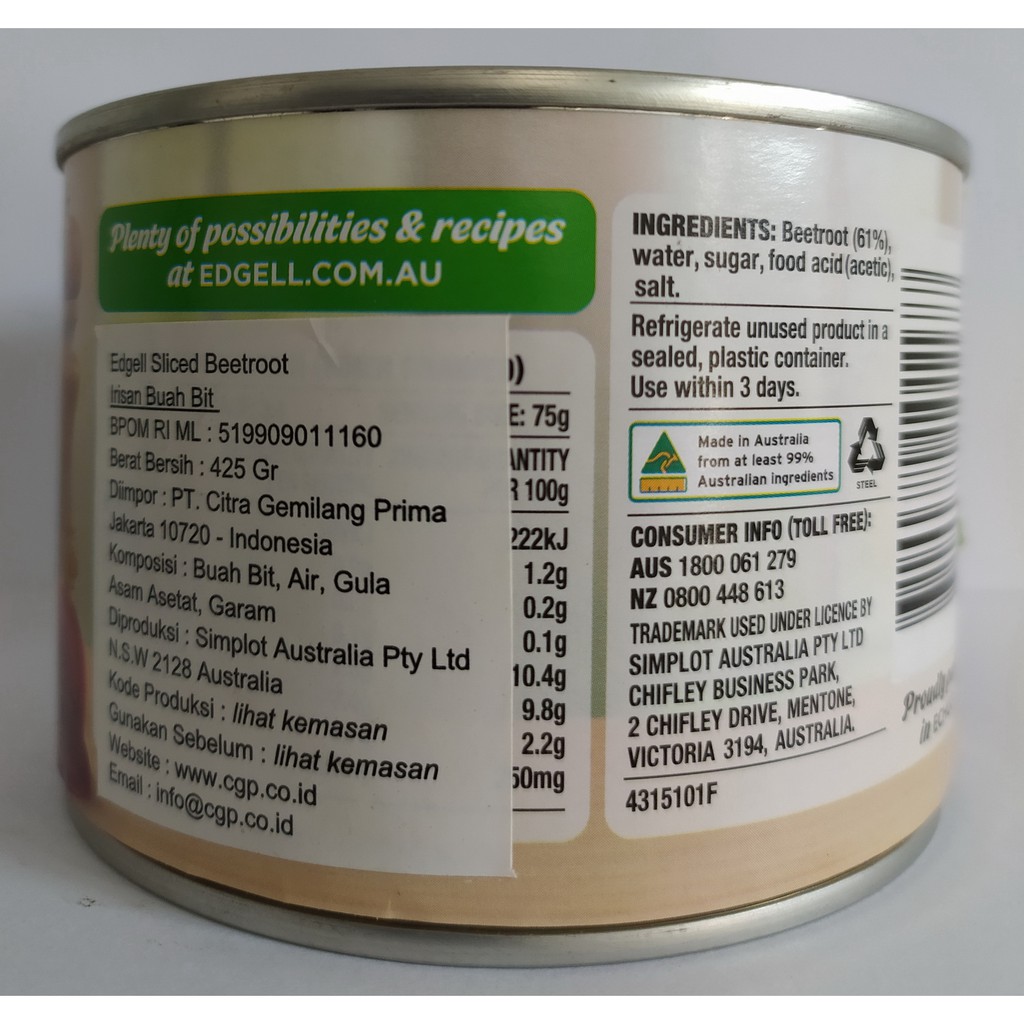 Plenty of possibilities & recipes
at EDGELL.COM.AU
Edgell Sliced Beetroot
Irisan Buah Bit
BPOM RI ML : 519909011160
Berat Bersih : 425 Gr
Diimpor : PT. Citra Gemilang Prima
Jakarta 10720 - Indonesia
Komposisi : Buah Bit, Air, Gula
Asam Asetat, Garam
Diproduksi : Simplot Australia Pty Ltd
N.S.W 2128 Australia
Kode Produksi : lihat kemasan
Gunakan Sebelum : lihat kemasan
Website : www.cgp.co.id
Email : info@cgp.co.id
)
E: 75g
ANTITY
R 100g
222kJ
1.2g
0.2g
0.1g
10.4g
9.8g
2.2g
50mg
INGREDIENTS: Beetroot (61%),
water, sugar, food acid (acetic),
salt.
Refrigerate unused product in a
sealed, plastic container.
Use within 3 days.
Made in Australia
from at least 99%
Australian ingredients
STEEL
CONSUMER INFO (TOLL FREE):
AUS 1800 061 279
NZ 0800 448 613
TRADEMARK USED UNDER LICENCE BY
SIMPLOT AUSTRALIA PTY LTD
CHIFLEY BUSINESS PARK,
2 CHIFLEY DRIVE, MENTONE,
VICTORIA 3194, AUSTRALIA.
4315101F
Proudly
in